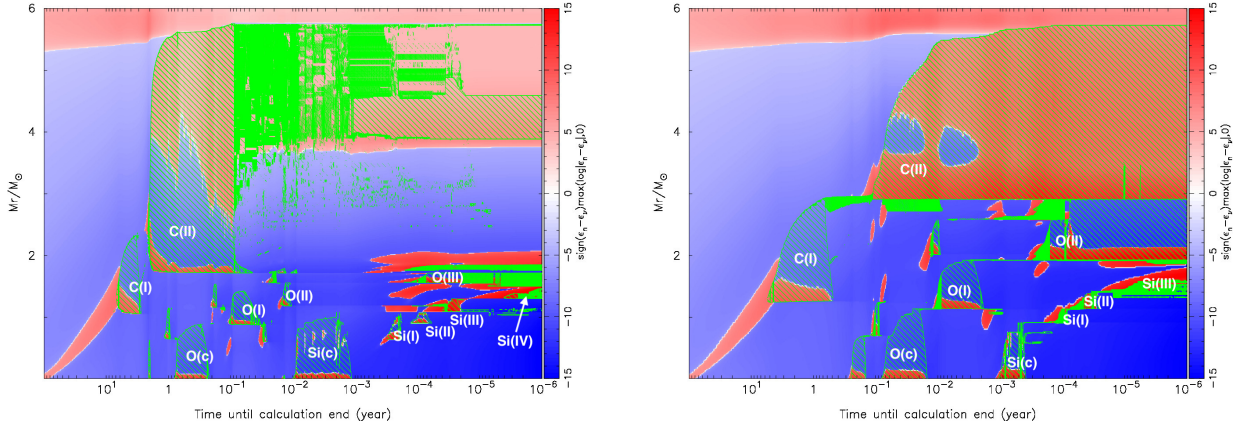 6
4
2
Mr/M⊙
C(I)
C(II)
O(c)
O(I)
O(II)
Si(c)
O(III)
Si(I)
Si(II)
Si(III)
Si(IV)
10¹ 1 10⁻¹ 10⁻² 10⁻³ 10⁻⁴ 10⁻⁵ 10⁻⁶
Time until calculation end (year)
15
10
5
0
−5
−10
−15
sign(εₙ−εᵥ)max(log|εₙ−εᵥ|,0)
6
4
2
Mr/M⊙
C(I)
C(II)
O(c)
O(I)
O(II)
Si(c)
Si(I)
Si(II)
Si(III)
10¹ 1 10⁻¹ 10⁻² 10⁻³ 10⁻⁴ 10⁻⁵ 10⁻⁶
Time until calculation end (year)
15
10
5
0
−5
−10
−15
sign(εₙ−εᵥ)max(log|εₙ−εᵥ|,0)